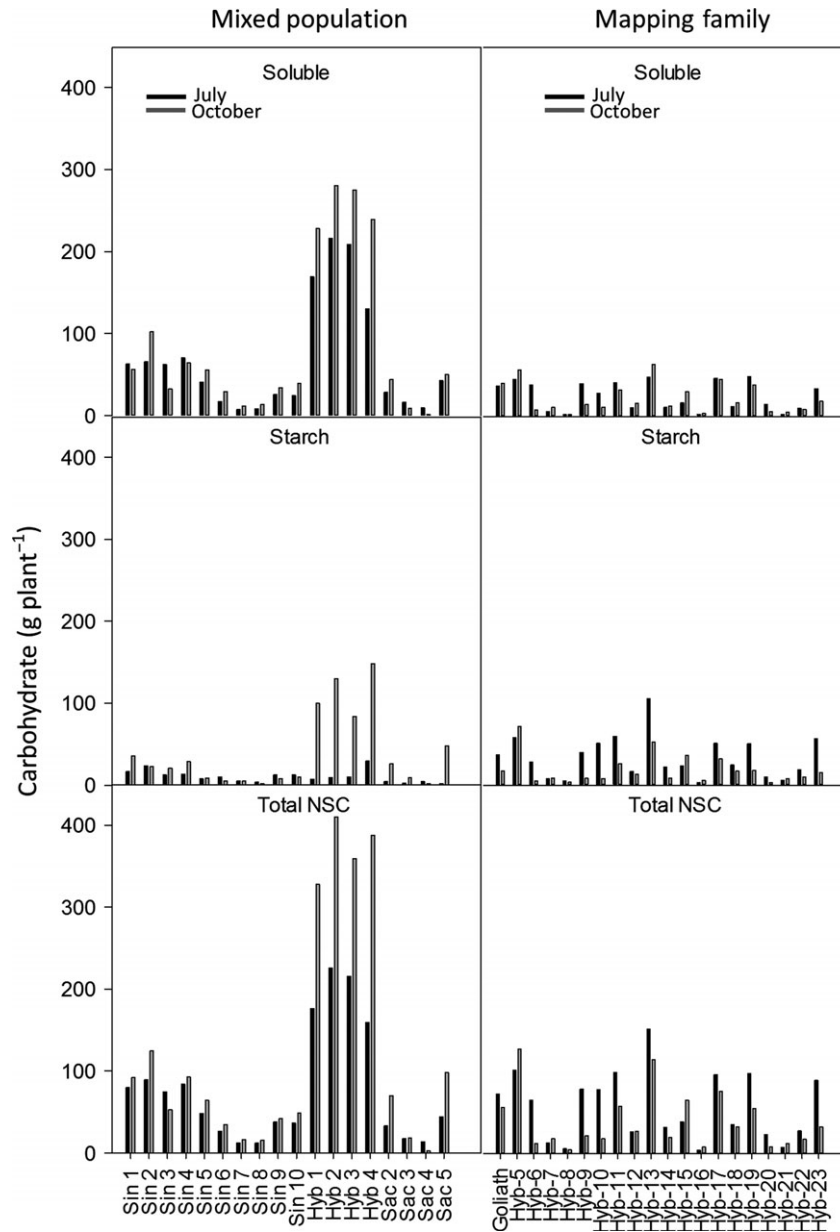 Mixed population
Mapping family
Soluble
July
October
Soluble
July
October
400
300
200
100
0
Starch
Starch
400
300
200
100
0
Total NSC
Total NSC
400
300
200
100
0
Carbohydrate (g plant⁻¹)
Sin 1
Sin 2
Sin 3
Sin 4
Sin 5
Sin 6
Sin 7
Sin 8
Sin 9
Sin 10
Hyb 1
Hyb 2
Hyb 3
Hyb 4
Sac 2
Sac 3
Sac 4
Sac 5
Goliath
Hyb-5
Hyb-6
Hyb-7
Hyb-8
Hyb-9
Hyb-10
Hyb-11
Hyb-12
Hyb-13
Hyb-14
Hyb-15
Hyb-16
Hyb-17
Hyb-18
Hyb-19
Hyb-20
Hyb-21
Hyb-22
Hyb-23